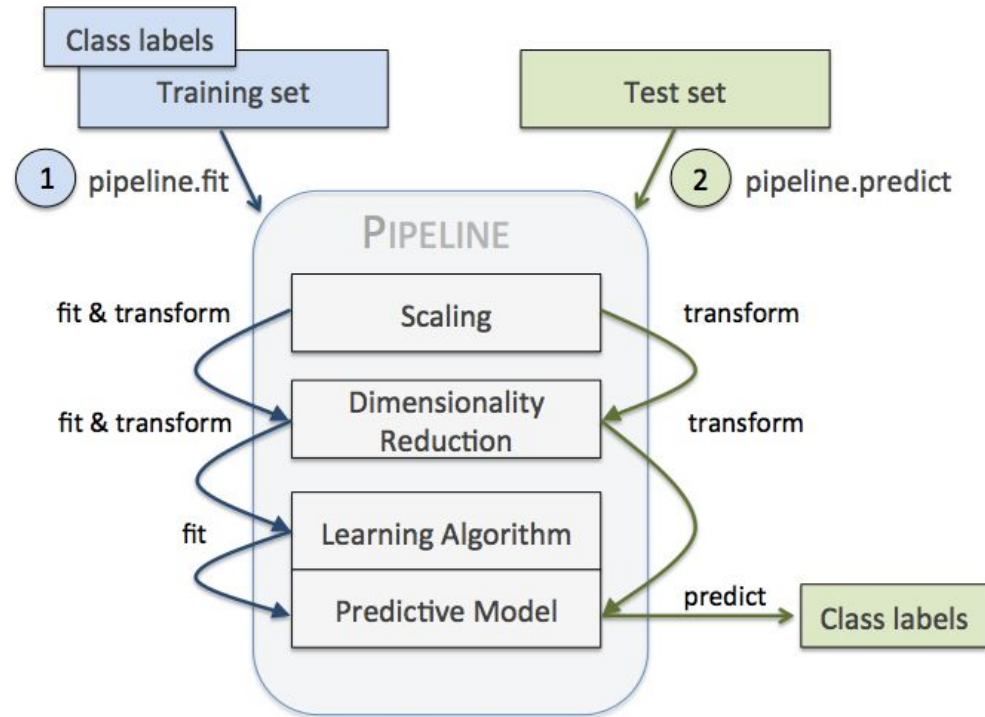 Class labels
Training set
Test set
1 pipeline.fit
2 pipeline.predict
PIPELINE
fit & transform
Scaling
transform
fit & transform
Dimensionality
Reduction
transform
fit
Learning Algorithm
Predictive Model
predict
Class labels